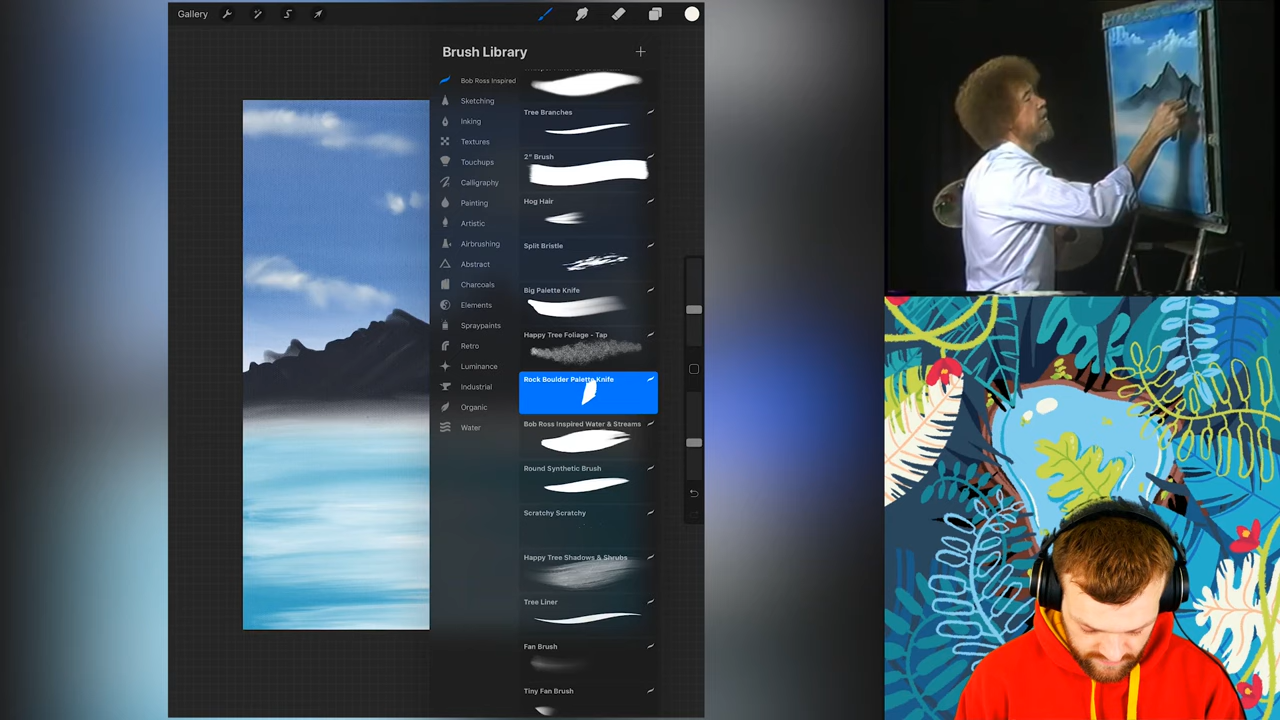 Gallery
Brush Library
Bob Ross Inspired
Sketching
Inking
Textures
Touchups
Calligraphy
Painting
Artistic
Airbrushing
Abstract
Charcoals
Elements
Spraypaints
Retro
Luminance
Industrial
Organic
Water
Tree Branches
2" Brush
Hog Hair
Split Bristle
Big Palette Knife
Happy Tree Foliage - Tap
Rock Boulder Palette Knife
Bob Ross Inspired Water & Streams
Round Synthetic Brush
Scratchy Scratchy
Happy Tree Shadows & Shrubs
Tree Liner
Fan Brush
Tiny Fan Brush